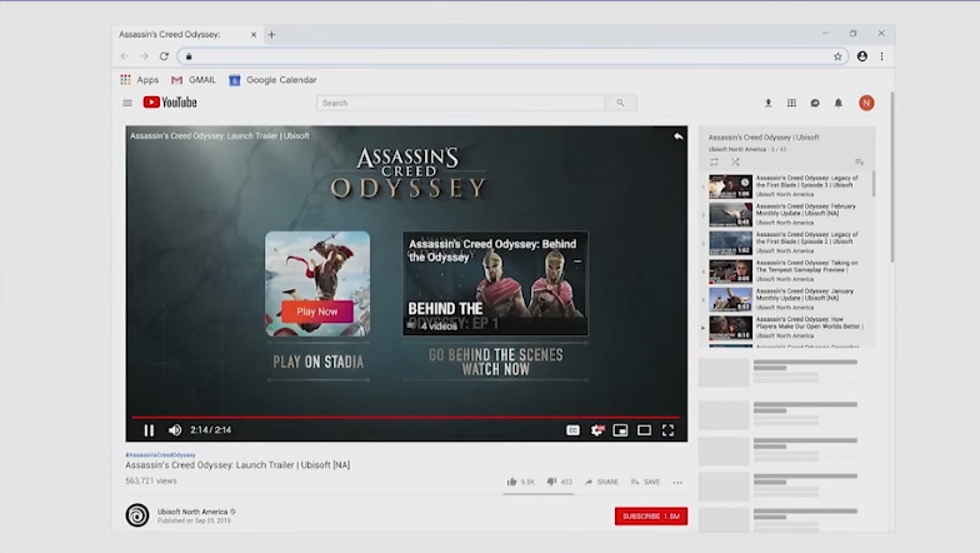 Assassin's Creed Odyssey:
Apps
GMAIL
Google Calendar
YouTube
Search
N
Assassin's Creed Odyssey: Launch Trailer | Ubisoft
ASSASSIN'S
CREED
ODYSSEY
Play Now
PLAY ON STADIA
Assassin's Creed Odyssey: Behind
the Odyssey
BEHIND THE
ODYSSEY: EP 1
4 videos
GO BEHIND THE SCENES
WATCH NOW
2:14 / 2:14
Assassin's Creed Odyssey | Ubisoft
Ubisoft North America - 6 / 43
Assassin's Creed Odyssey: Legacy of
the First Blade | Episode 3 | Ubisoft
Ubisoft North America
1:06
Assassin's Creed Odyssey: February
Monthly Update | Ubisoft [NA]
Ubisoft North America
Assassin's Creed Odyssey: Legacy of
the First Blade | Episode 2 | Ubisoft
Ubisoft North America
1:02
Assassin's Creed Odyssey: Taking on
The Tempest Gameplay Preview |
Ubisoft North America
Assassin's Creed Odyssey: January
Monthly Update | Ubisoft [NA]
Ubisoft North America
Assassin's Creed Odyssey: How
Players Make Our Open Worlds Better |
Ubisoft North America
6:15
#AssassinsCreedOdyssey
Assassin's Creed Odyssey: Launch Trailer | Ubisoft [NA]
563,721 views
9.8K
403
SHARE
SAVE
Ubisoft North America
Published on Sep 25, 2018
SUBSCRIBE 1.8M